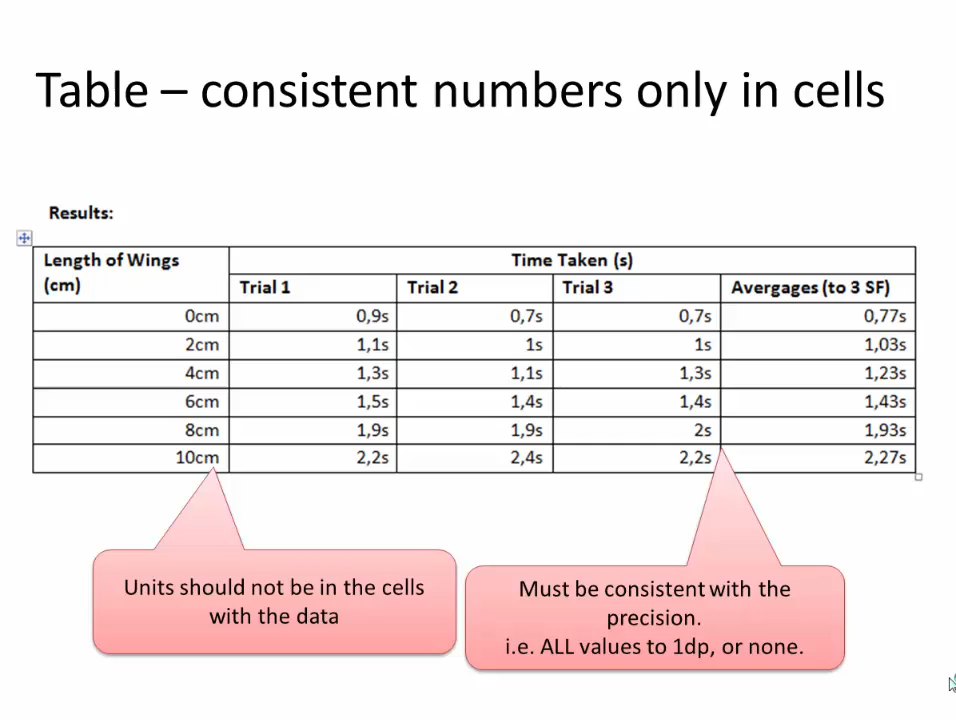 Table – consistent numbers only in cells
Results:
Length of Wings (cm) Time Taken (s)
Trial 1 Trial 2 Trial 3 Avergages (to 3 SF)
0cm 0,9s 0,7s 0,7s 0,77s
2cm 1,1s 1s 1s 1,03s
4cm 1,3s 1,1s 1,3s 1,23s
6cm 1,5s 1,4s 1,4s 1,43s
8cm 1,9s 1,9s 2s 1,93s
10cm 2,2s 2,4s 2,2s 2,27s
Units should not be in the cells
with the data
Must be consistent with the
precision.
i.e. ALL values to 1dp, or none.